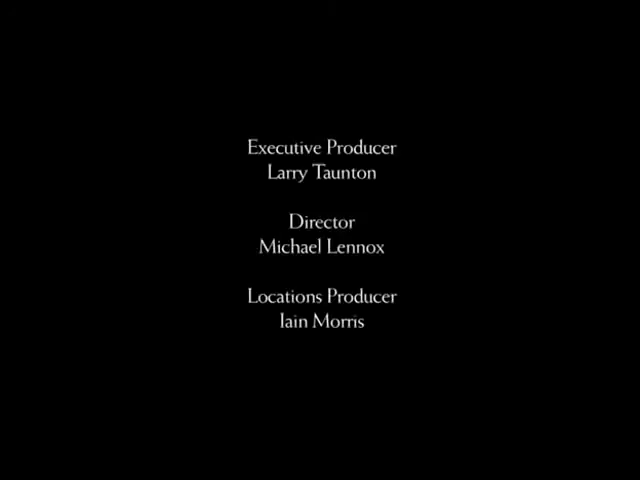 Executive Producer
Larry Taunton
Director
Michael Lennox
Locations Producer
Iain Morris